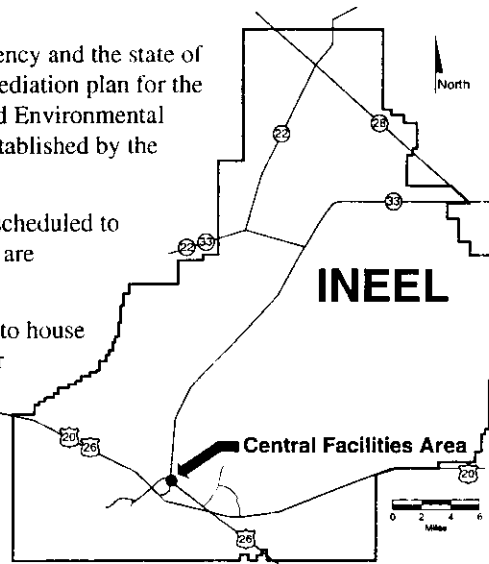 ency and the state of
ediation plan for the
d Environmental
tablished by the
scheduled to
are
to house
North
22
28
33
22 33
INEEL
20 26
Central Facilities Area
20
26
0 2 4 6
Miles